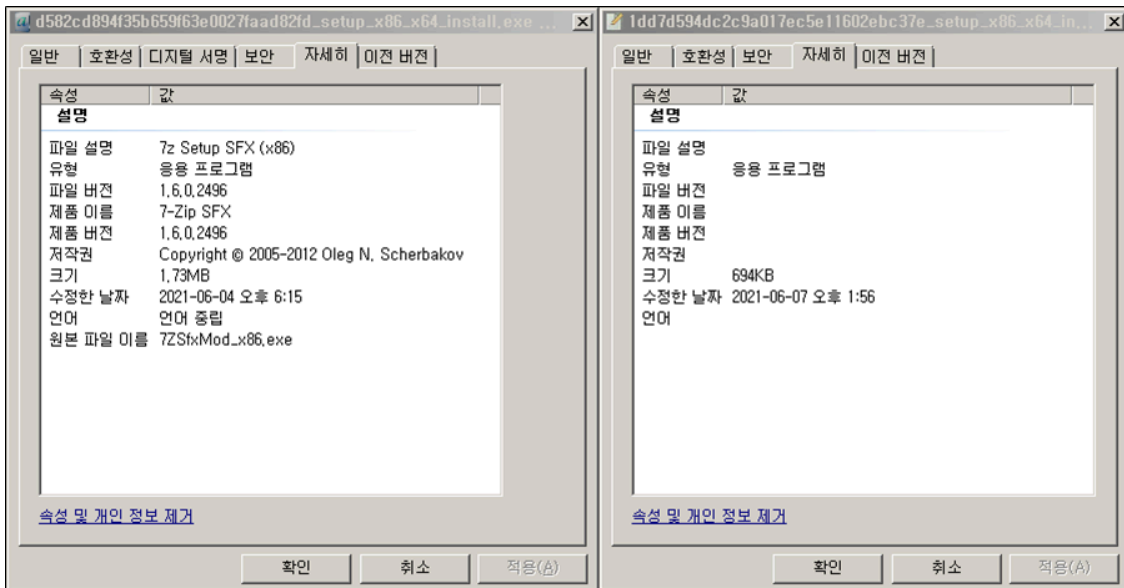 d582cd894f35b659f63e0027faad82fd_setup_x86_x64_install.exe ...
일반 호환성 디지털 서명 보안 자세히 이전 버전
속성 값
설명
파일 설명 7z Setup SFX (x86)
유형 응용 프로그램
파일 버전 1.6.0.2496
제품 이름 7-Zip SFX
제품 버전 1.6.0.2496
저작권 Copyright © 2005-2012 Oleg N. Scherbakov
크기 1.73MB
수정한 날짜 2021-06-04 오후 6:15
언어 언어 중립
원본 파일 이름 7ZSfxMod_x86.exe
속성 및 개인 정보 제거
확인 취소 적용(A)
1dd7d594dc2c9a017ec5e11602ebc37e_setup_x86_x64_in...
일반 호환성 보안 자세히 이전 버전
속성 값
설명
파일 설명
유형 응용 프로그램
파일 버전
제품 이름
제품 버전
저작권
크기 694KB
수정한 날짜 2021-06-07 오후 1:56
언어
속성 및 개인 정보 제거
확인 취소 적용(A)